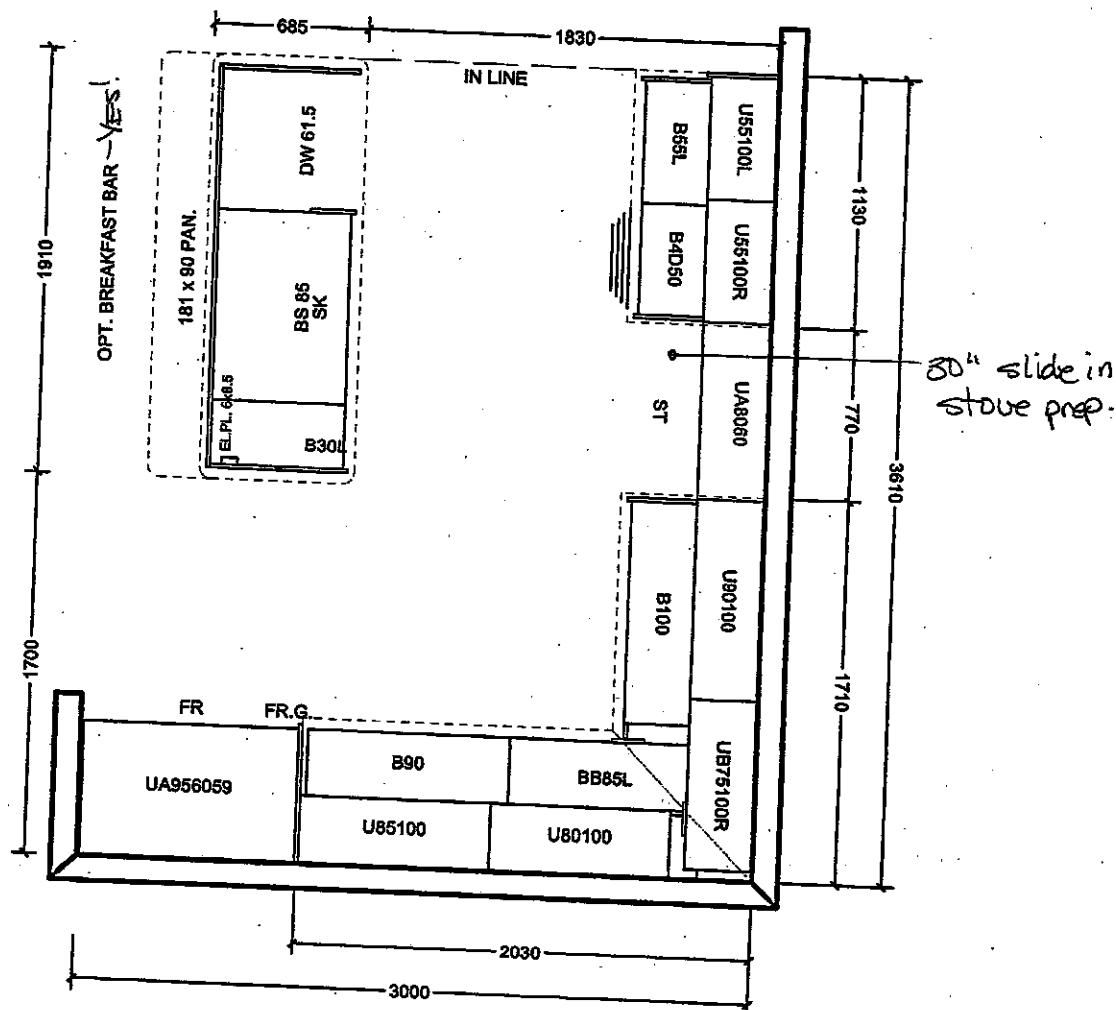 685
1830
IN LINE
OPT. BREAKFAST BAR - YES!
181 x 90 PAN.
1910
DW 61.5
BS 85
SK
EL.PL. 6x8.5
B30L
B55L
U55100L
B4D50
U55100R
1130
30" slide in
stove prep.
ST
UA8060
770
3610
B100
U90100
1710
1700
FR
FR.G.
UA956059
B90
BB85L
UB75100R
U85100
U80100
2030
3000